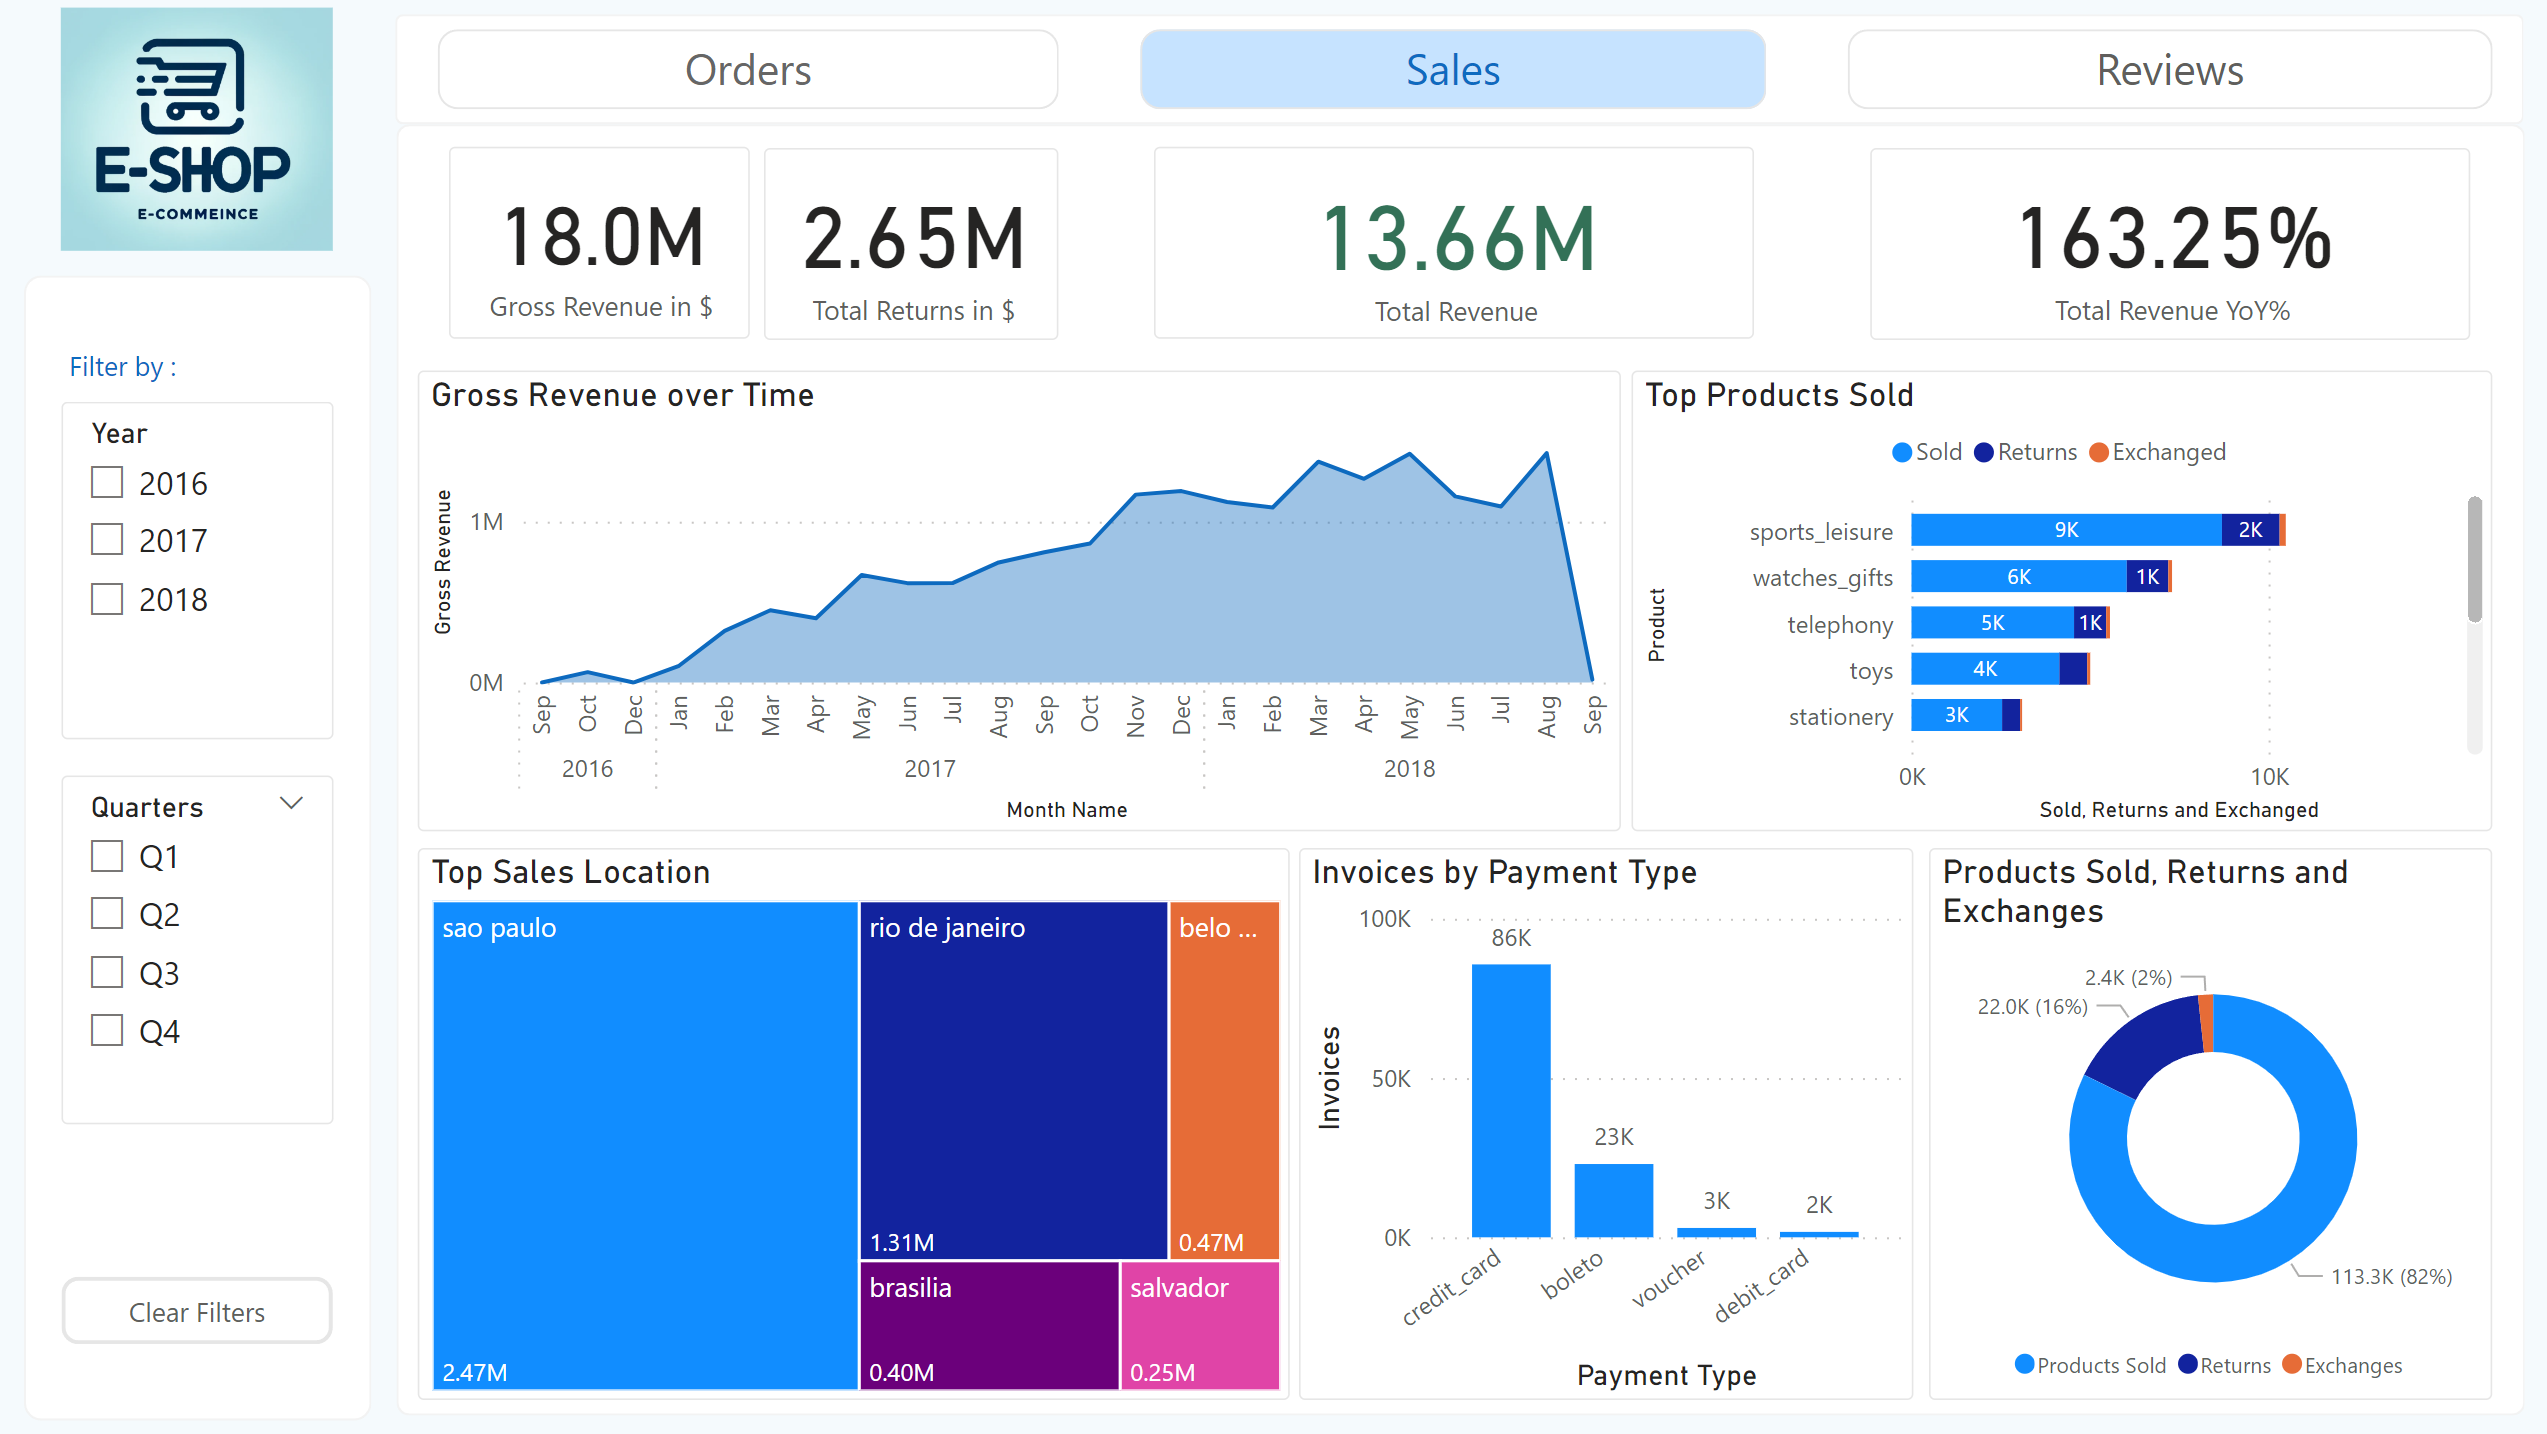 E-SHOP
E-COMMEINCE
Orders
Sales
Reviews
18.0M
Gross Revenue in $
2.65M
Total Returns in $
13.66M
Total Revenue
163.25%
Total Revenue YoY%
Filter by :
Year
2016
2017
2018
Quarters
Q1
Q2
Q3
Q4
Clear Filters
Gross Revenue over Time
Gross Revenue
1M
0M
Sep Oct Dec Jan Feb Mar Apr May Jun Jul Aug Sep Oct Nov Dec Jan Feb Mar Apr May Jun Jul Aug Sep
2016 2017 2018
Month Name
Top Products Sold
Sold Returns Exchanged
Product
sports_leisure 9K 2K
watches_gifts 6K 1K
telephony 5K 1K
toys 4K
stationery 3K
0K 10K
Sold, Returns and Exchanged
Top Sales Location
sao paulo
2.47M
rio de janeiro
1.31M
belo ...
0.47M
brasilia
0.40M
salvador
0.25M
Invoices by Payment Type
Invoices
100K
50K
0K
86K
23K
3K
2K
credit_card boleto voucher debit_card
Payment Type
Products Sold, Returns and
Exchanges
2.4K (2%)
22.0K (16%)
113.3K (82%)
Products Sold Returns Exchanges